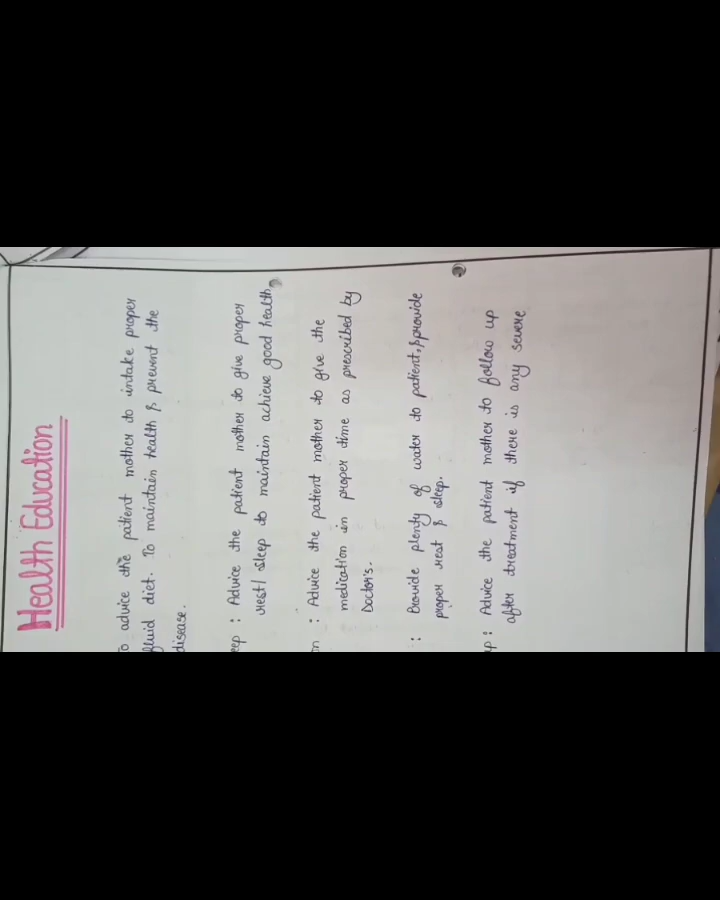 Health Education
To advice the patient mother to intake proper
fluid diet. To maintain health & prevent the
disease.
eep : Advice the patient mother to give proper
rest/ sleep to maintain achieve good health.
n : Advice the patient mother to give the
medication in proper time as prescribed by
Doctor's.
: Provide plenty of water to patient, & provide
proper rest & sleep.
up : Advice the patient mother to follow up
after treatment if there is any severe